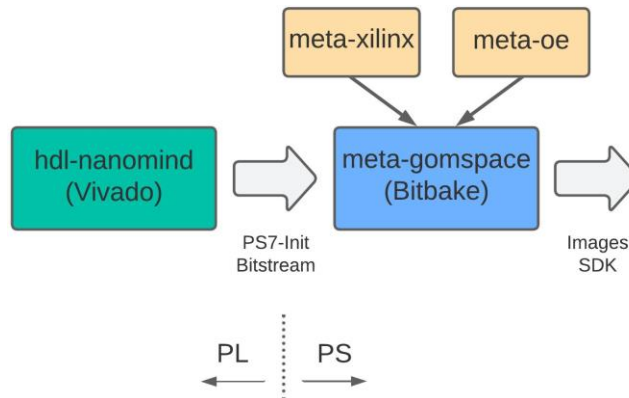 meta-xilinx
meta-oe
hdl-nanomind
(Vivado)
meta-gomspace
(Bitbake)
PS7-Init
Bitstream
Images
SDK
PL
PS